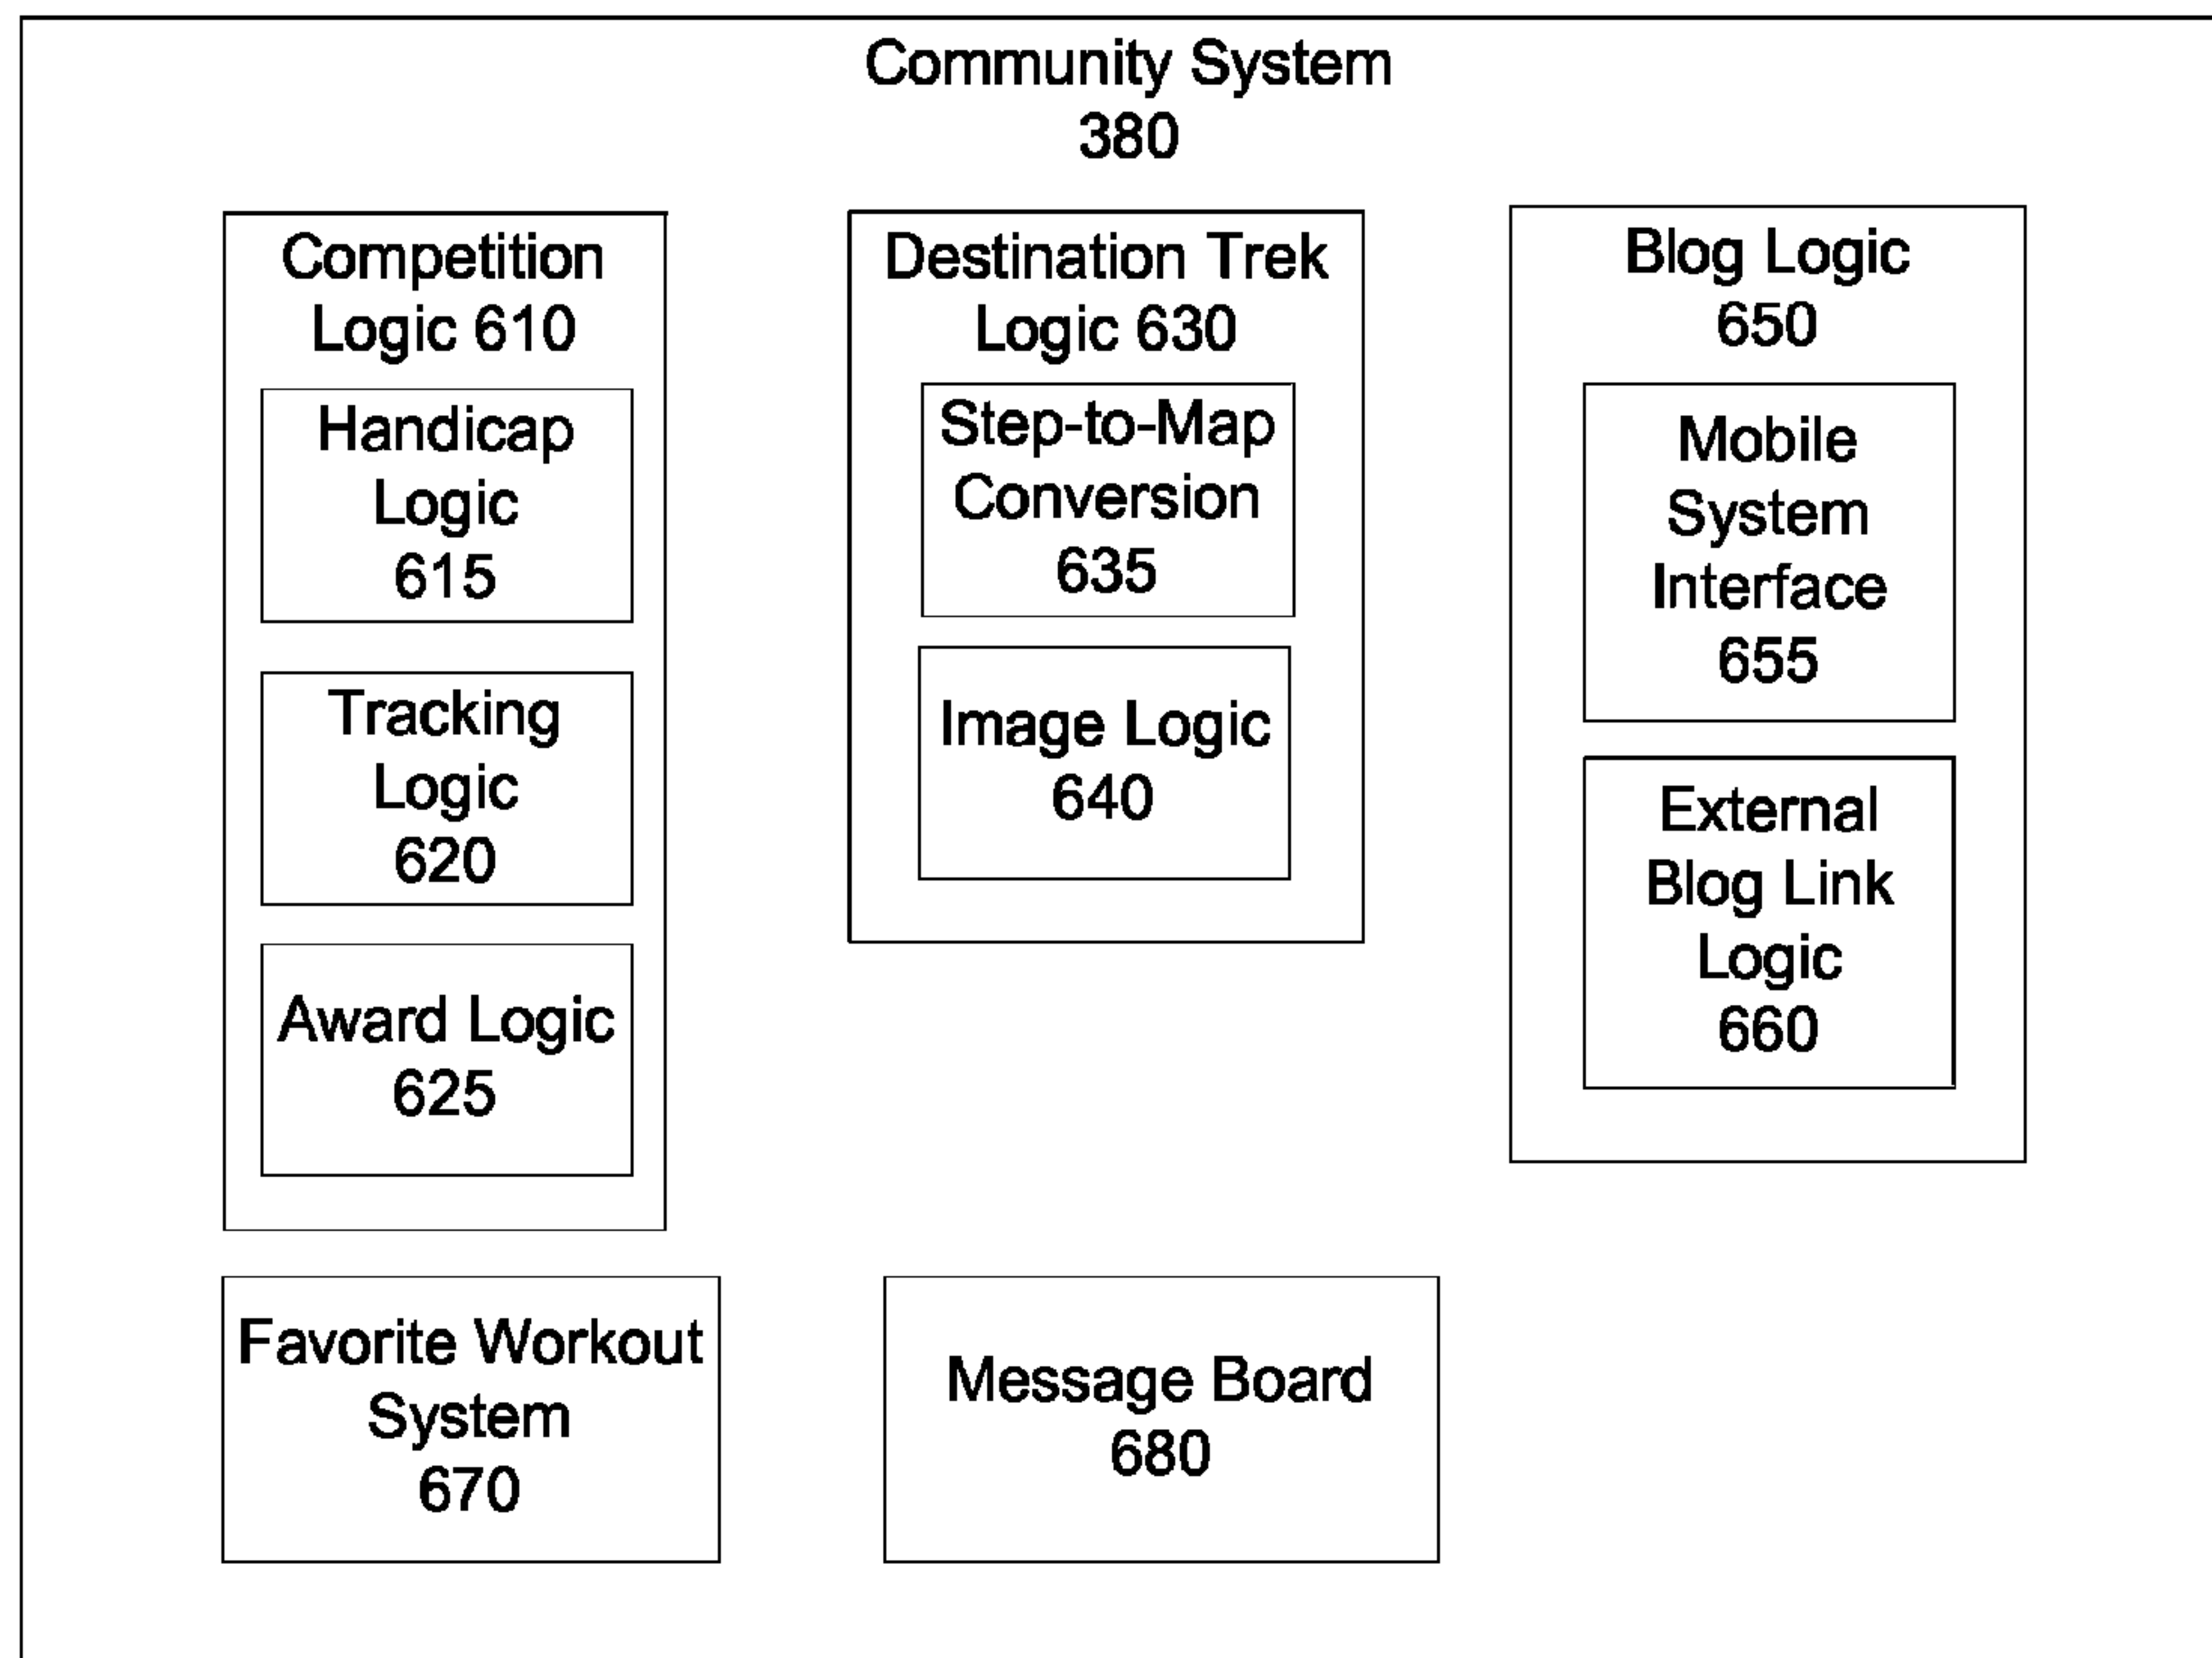 Community System
380
Competition
Logic 610
Handicap
Logic
615
Tracking
Logic
620
Award Logic
625
Destination Trek
Logic 630
Step-to-Map
Conversion
635
Image Logic
640
Blog Logic
650
Mobile
System
Interface
655
External
Blog Link
Logic
660
Favorite Workout
System
670
Message Board
680